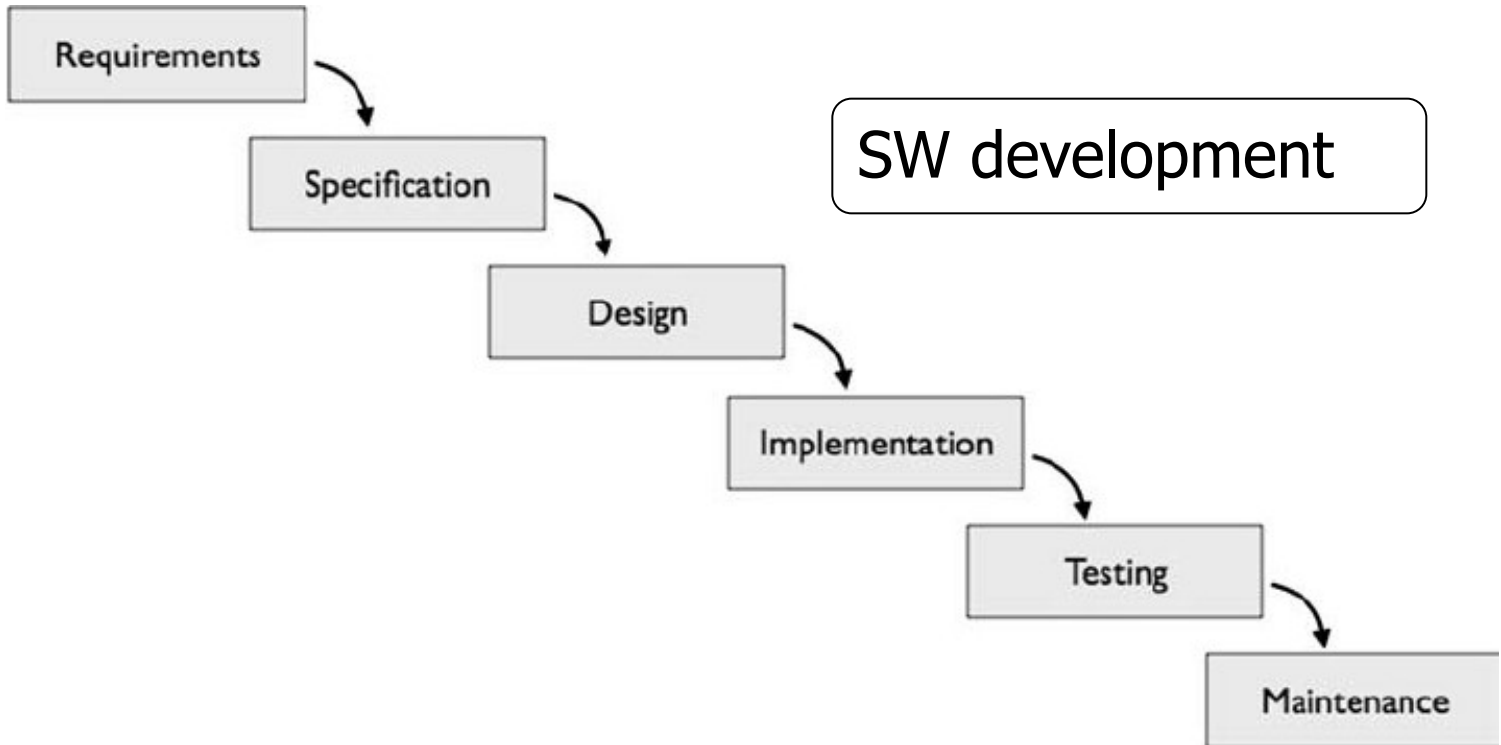 Requirements
SW development
Specification
Design
Implementation
Testing
Maintenance